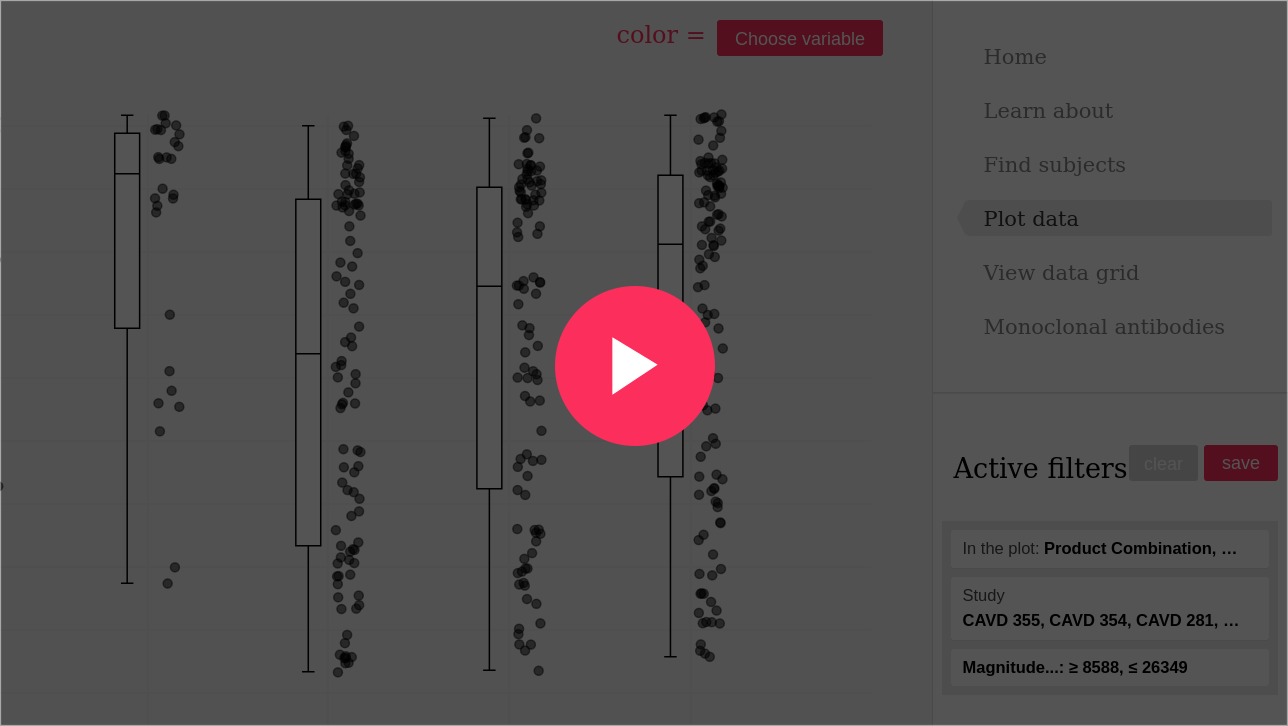 color =
Choose variable
Home
Learn about
Find subjects
Plot data
View data grid
Monoclonal antibodies
Active filters
clear
save
In the plot: Product Combination, …
Study
CAVD 355, CAVD 354, CAVD 281, …
Magnitude...: ≥ 8588, ≤ 26349